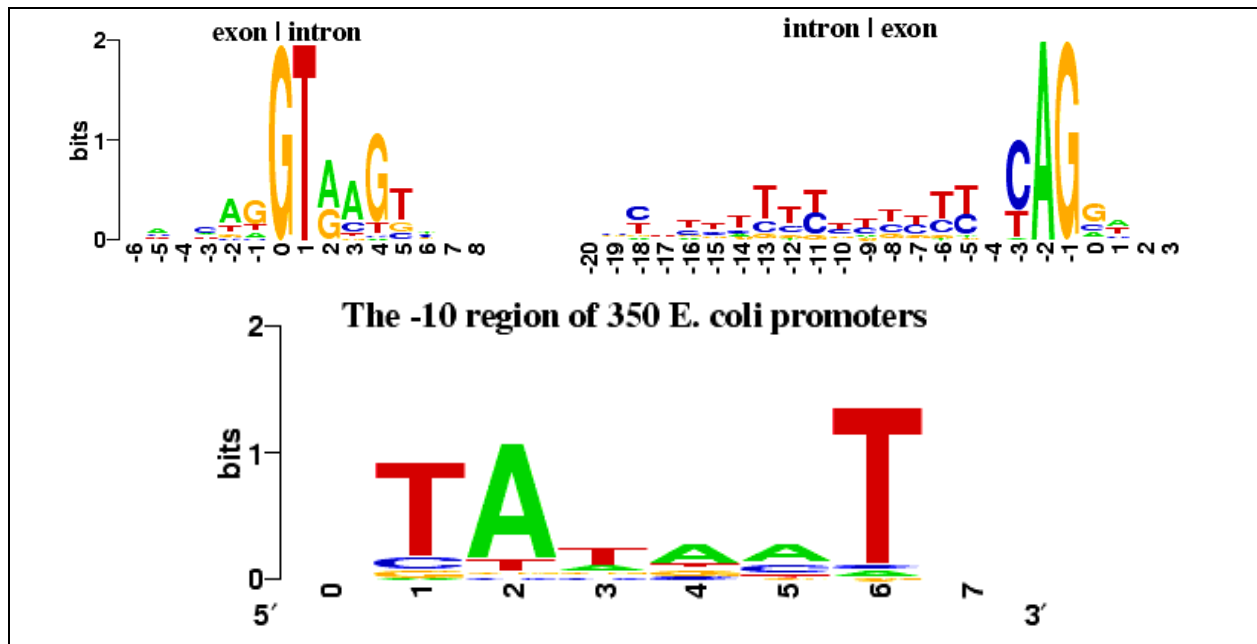 exon | intron
intron | exon
2
1
0
bits
-6 -5 -4 -3 -2 -1 0 1 2 3 4 5 6 7 8
-20 -19 -18 -17 -16 -15 -14 -13 -12 -11 -10 -9 -8 -7 -6 -5 -4 -3 -2 -1 0 1 2 3
A G G T A A G T
C T T T T T T C T T T T T T T C A G G A
The -10 region of 350 E. coli promoters
2
1
0
bits
T A T A A T
5′ 0 1 2 3 4 5 6 7 3′